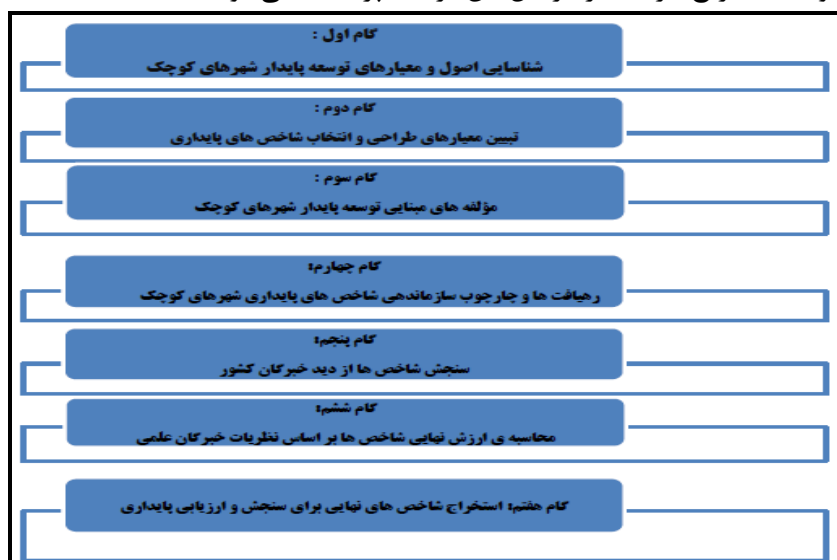 گام اول :
شناسایی اصول و معیارهای توسعه پایدار شهرهای کوچک
گام دوم :
تبیین معیارهای طراحی و انتخاب شاخص های پایداری
گام سوم :
مؤلفه های مبنایی توسعه پایدار شهرهای کوچک
گام چهارم:
رهیافت ها و چارچوب سازماندهی شاخص های پایداری شهرهای کوچک
گام پنجم:
سنجش شاخص ها از دید خبرگان کشور
گام ششم:
محاسبه ی ارزش نهایی شاخص ها بر اساس نظریات خبرگان علمی
گام هفتم: استخراج شاخص های نهایی برای سنجش و ارزیابی پایداری